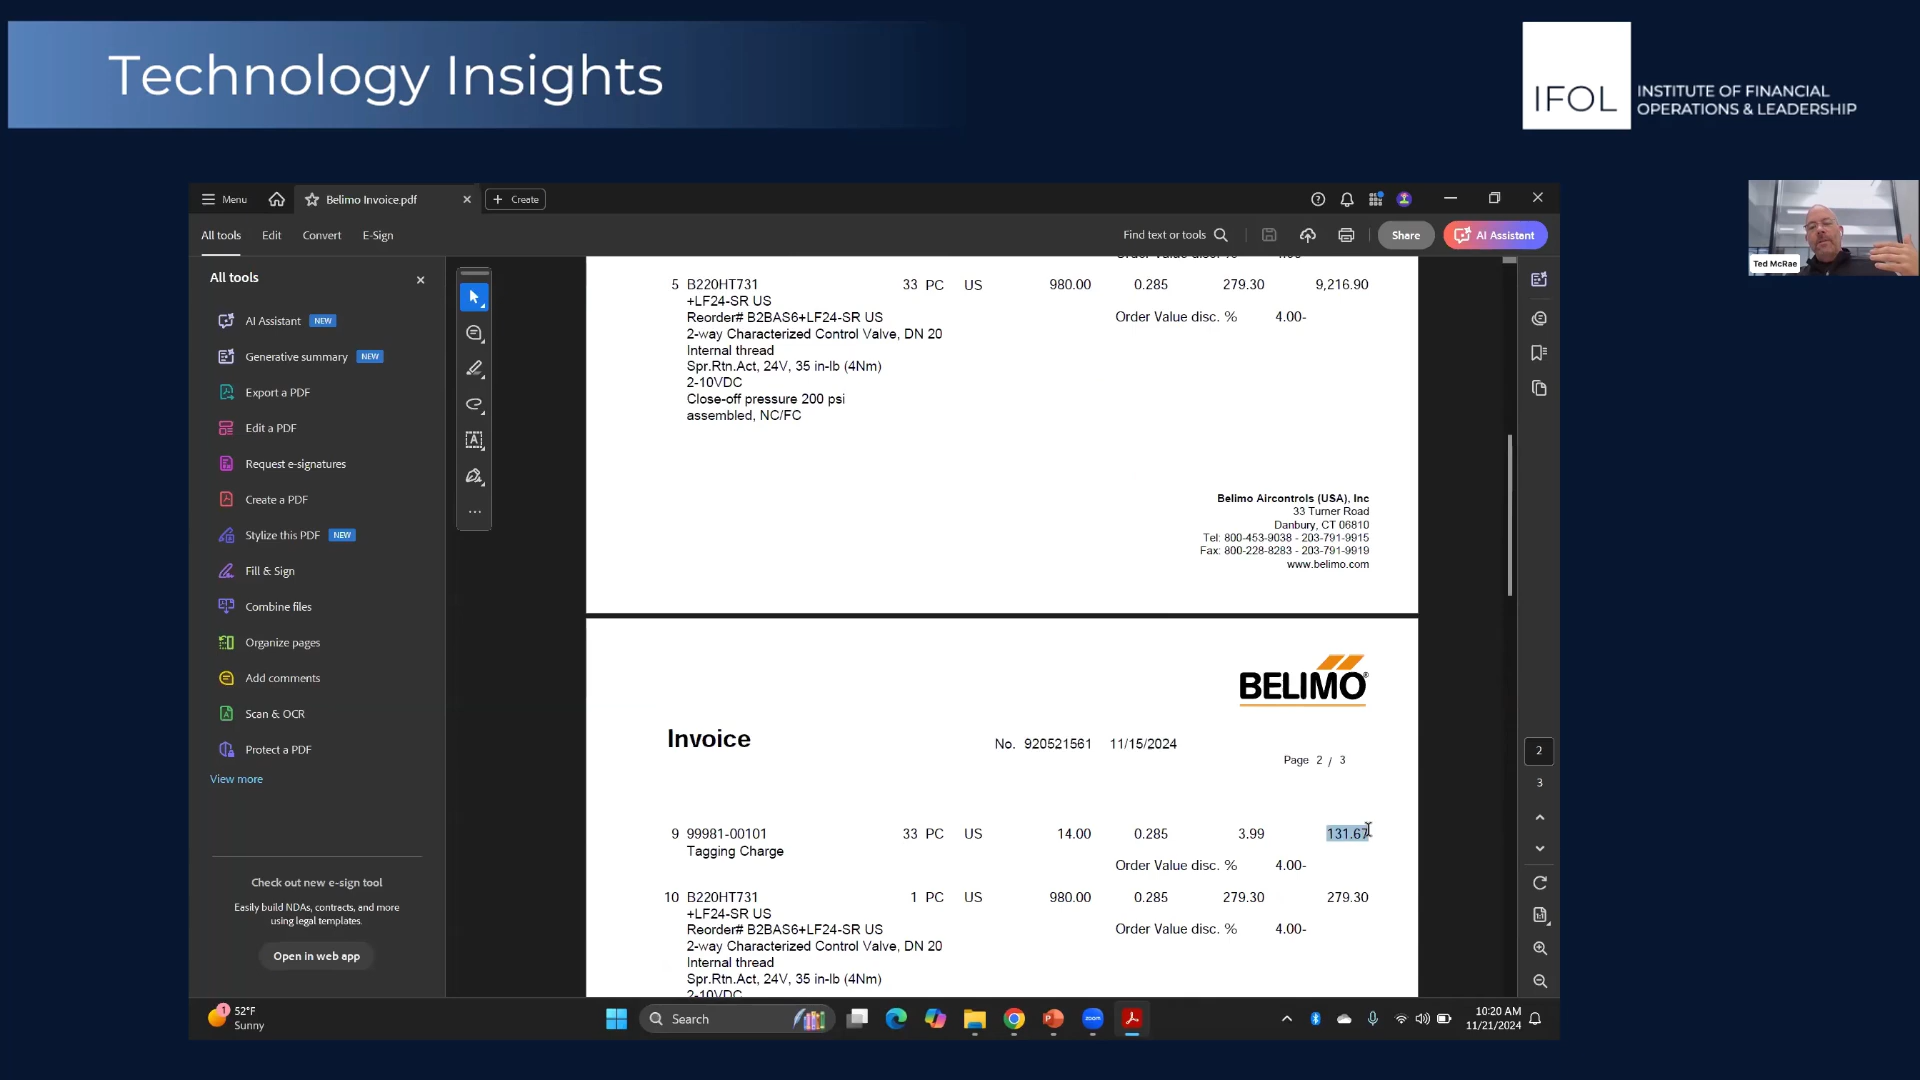 Technology Insights
IFOL
INSTITUTE OF FINANCIAL
OPERATIONS & LEADERSHIP
Ted McRae
Menu
Belimo Invoice.pdf
Create
All tools
Edit
Convert
E-Sign
Find text or tools
Share
AI Assistant
All tools
AI Assistant NEW
Generative summary NEW
Export a PDF
Edit a PDF
Request e-signatures
Create a PDF
Stylize this PDF NEW
Fill & Sign
Combine files
Organize pages
Add comments
Scan & OCR
Protect a PDF
View more
Check out new e-sign tool
Easily build NDAs, contracts, and more
using legal templates.
Open in web app
5 B220HT731 33 PC US 980.00 0.285 279.30 9,216.90
+LF24-SR US
Reorder# B2BAS6+LF24-SR US Order Value disc. % 4.00-
2-way Characterized Control Valve, DN 20
Internal thread
Spr.Rtn.Act, 24V, 35 in-lb (4Nm)
2-10VDC
Close-off pressure 200 psi
assembled, NC/FC
Belimo Aircontrols (USA), Inc
33 Turner Road
Danbury, CT 06810
Tel: 800-453-9038 - 203-791-9915
Fax: 800-228-8283 - 203-791-9919
www.belimo.com
BELIMO®
Invoice No. 920521561 11/15/2024
Page 2 / 3
9 99981-00101 33 PC US 14.00 0.285 3.99 131.67
Tagging Charge
Order Value disc. % 4.00-
10 B220HT731 1 PC US 980.00 0.285 279.30 279.30
+LF24-SR US
Reorder# B2BAS6+LF24-SR US Order Value disc. % 4.00-
2-way Characterized Control Valve, DN 20
Internal thread
Spr.Rtn.Act, 24V, 35 in-lb (4Nm)
2-10VDC
2
3
1
52°F
Sunny
Search
zoom
10:20 AM
11/21/2024